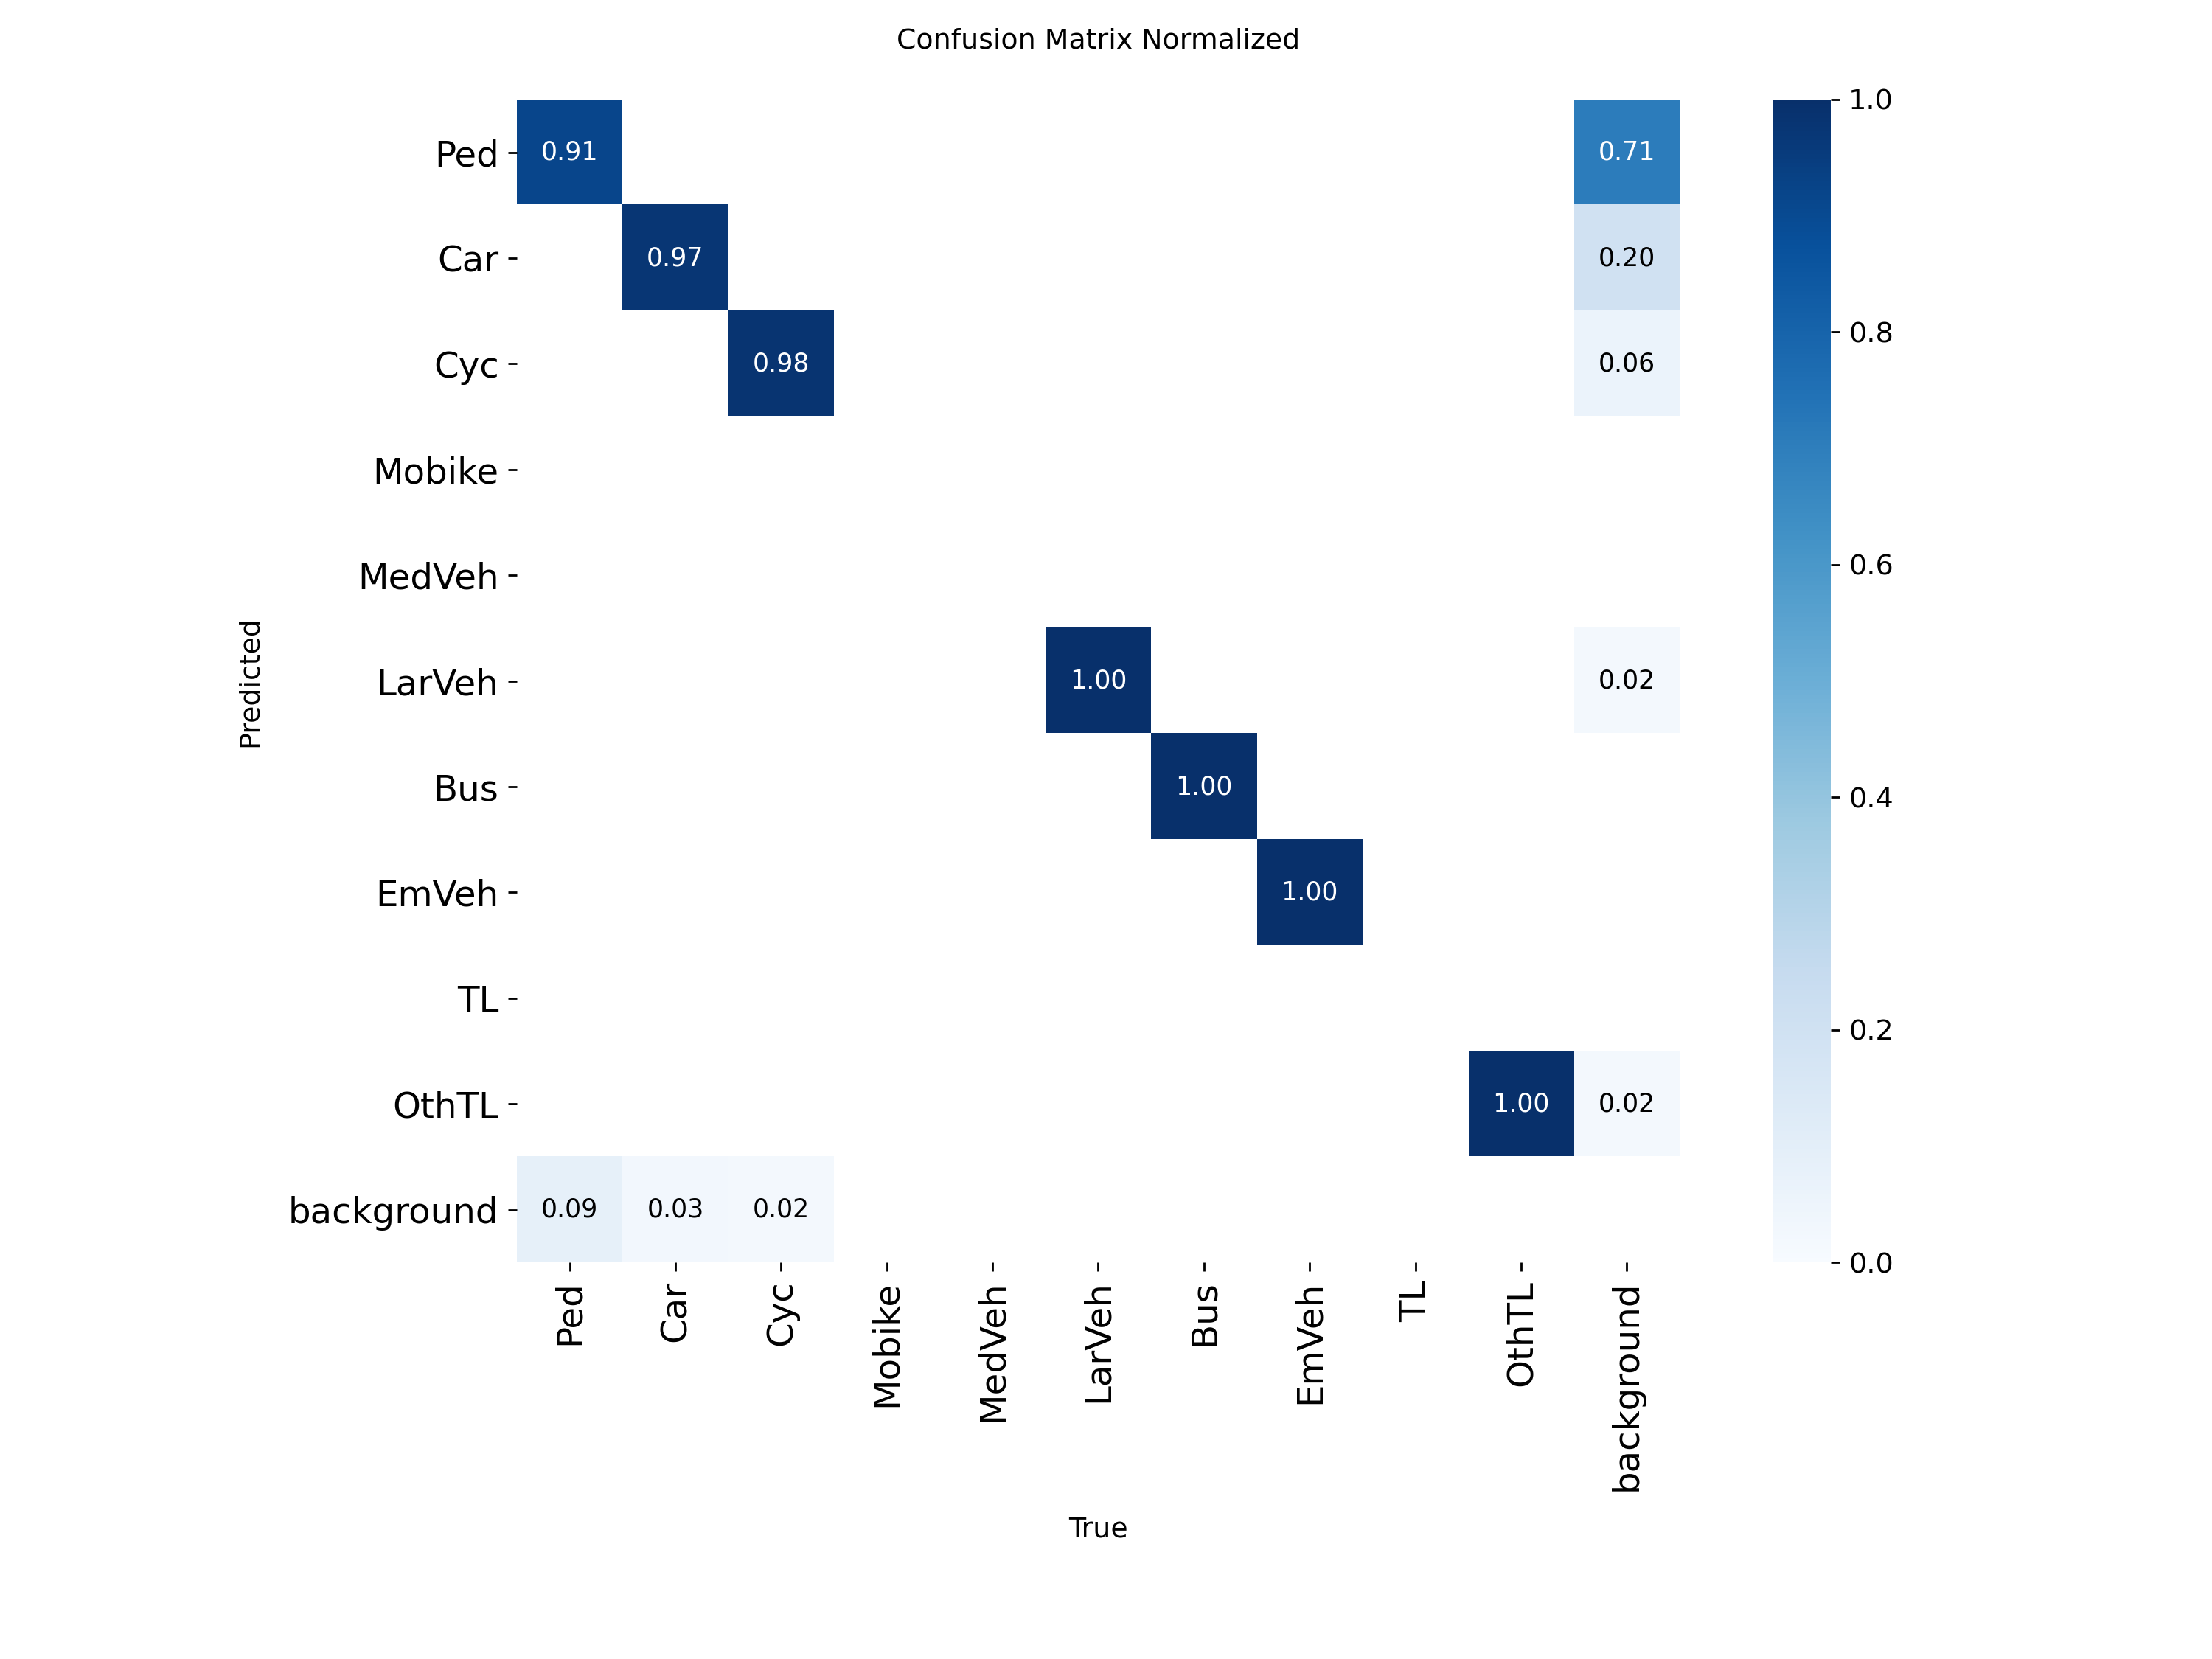 Confusion Matrix Normalized
Ped 0.91 0.71
Car 0.97 0.20
Cyc 0.98 0.06
Mobike
MedVeh
LarVeh 1.00 0.02
Bus 1.00
EmVeh 1.00
TL
OthTL 1.00 0.02
background 0.09 0.03 0.02
Predicted
Ped Car Cyc Mobike MedVeh LarVeh Bus EmVeh TL OthTL background
True
1.0
0.8
0.6
0.4
0.2
0.0